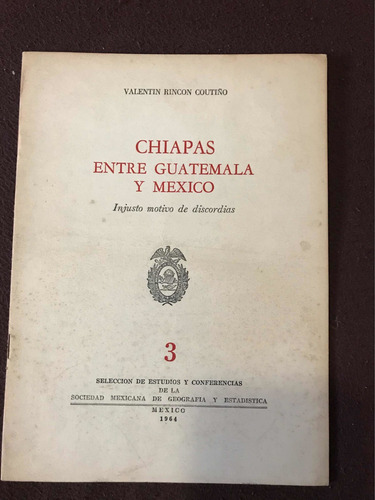 VALENTIN RINCON COUTIÑO
CHIAPAS
ENTRE GUATEMALA
Y MEXICO
Injusto motivo de discordias
3
SELECCION DE ESTUDIOS Y CONFERENCIAS
DE LA
SOCIEDAD MEXICANA DE GEOGRAFIA Y ESTADISTICA
MEXICO
1964